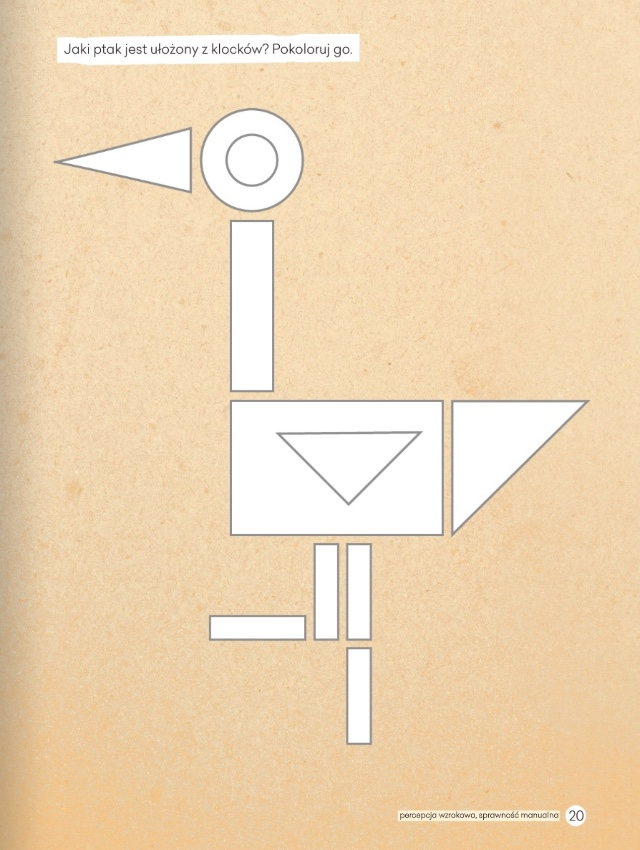 Jaki ptak jest ułożony z klocków? Pokoloruj go.
percepcja wzrokowa, sprawność manualna 20